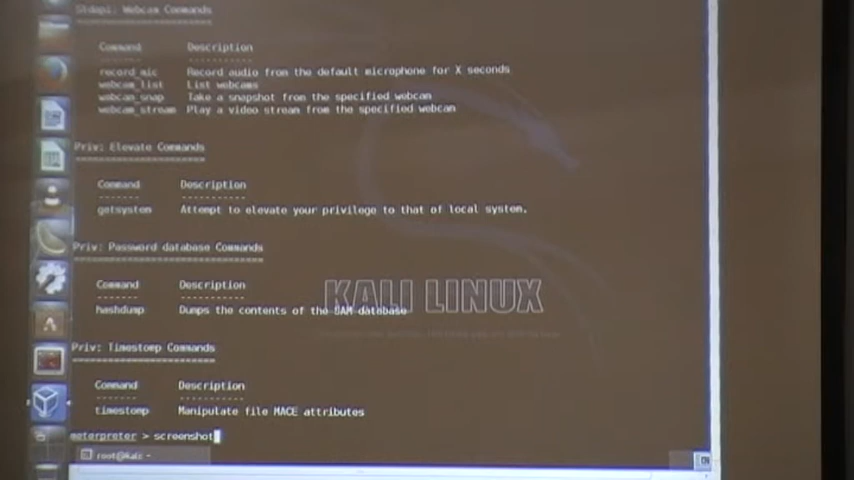 Stdapi: Webcam Commands
Command Description
------- -----------
record_mic Record audio from the default microphone for X seconds
webcam_list List webcams
webcam_snap Take a snapshot from the specified webcam
webcam_stream Play a video stream from the specified webcam
Priv: Elevate Commands
======================
Command Description
------- -----------
getsystem Attempt to elevate your privilege to that of local system.
Priv: Password database Commands
================================
Command Description
------- -----------
hashdump Dumps the contents of the SAM database
KALI LINUX
Priv: Timestomp Commands
========================
Command Description
------- -----------
timestomp Manipulate file MACE attributes
meterpreter > screenshot
root@kali: ~